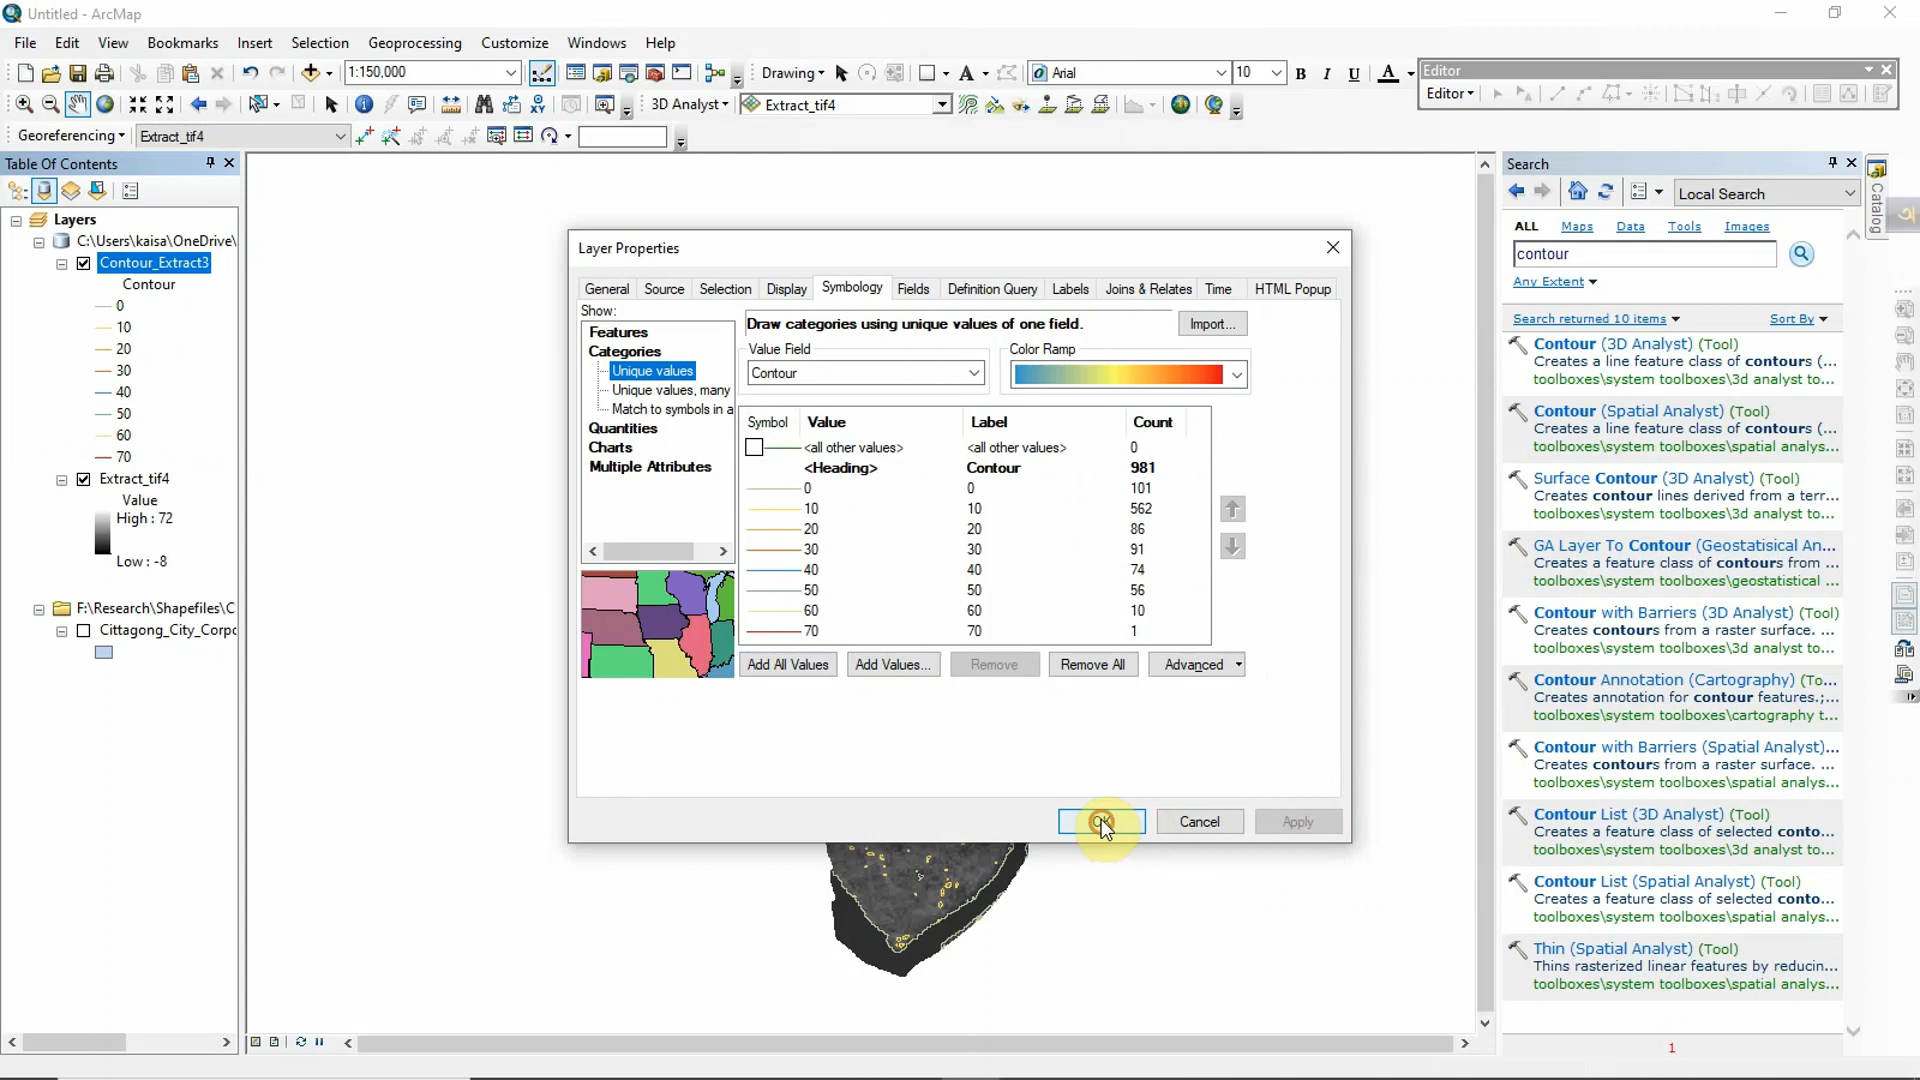 Untitled - ArcMap
File Edit View Bookmarks Insert Selection Geoprocessing Customize Windows Help
1:150,000 Drawing Arial 10 B I U A
Editor
3D Analyst Extract_tif4
Editor
Georeferencing Extract_tif4
Table Of Contents
Layers
C:\Users\kaisa\OneDrive\
Contour_Extract3
Contour
0
10
20
30
40
50
60
70
Extract_tif4
Value
High : 72
Low : -8
F:\Research\Shapefiles\C
Cittagong_City_Corpo
Layer Properties
General Source Selection Display Symbology Fields Definition Query Labels Joins & Relates Time HTML Popup
Show:
Features
Categories
Unique values
Unique values, many
Match to symbols in a
Quantities
Charts
Multiple Attributes
Draw categories using unique values of one field.
Import...
Value Field
Contour
Color Ramp
Symbol Value Label Count
<all other values> <all other values> 0
<Heading> Contour 981
0 0 101
10 10 562
20 20 86
30 30 91
40 40 74
50 50 56
60 60 10
70 70 1
Add All Values Add Values... Remove Remove All Advanced
OK Cancel Apply
Search
Local Search
ALL Maps Data Tools Images
contour
Any Extent
Search returned 10 items Sort By
Contour (3D Analyst) (Tool)
Creates a line feature class of contours (...
toolboxes\system toolboxes\3d analyst to...
Contour (Spatial Analyst) (Tool)
Creates a line feature class of contours (...
toolboxes\system toolboxes\spatial analys...
Surface Contour (3D Analyst) (Tool)
Creates contour lines derived from a terr...
toolboxes\system toolboxes\3d analyst to...
GA Layer To Contour (Geostatisical An...
Creates a feature class of contours from ...
toolboxes\system toolboxes\geostatistical ...
Contour with Barriers (3D Analyst) (Tool)
Creates contours from a raster surface. ...
toolboxes\system toolboxes\3d analyst to...
Contour Annotation (Cartography) (To...
Creates annotation for contour features.;...
toolboxes\system toolboxes\cartography t...
Contour with Barriers (Spatial Analyst)...
Creates contours from a raster surface. ...
toolboxes\system toolboxes\spatial analys...
Contour List (3D Analyst) (Tool)
Creates a feature class of selected conto...
toolboxes\system toolboxes\3d analyst to...
Contour List (Spatial Analyst) (Tool)
Creates a feature class of selected conto...
toolboxes\system toolboxes\spatial analys...
Thin (Spatial Analyst) (Tool)
Thins rasterized linear features by reducin...
toolboxes\system toolboxes\spatial analys...
1
Catalog